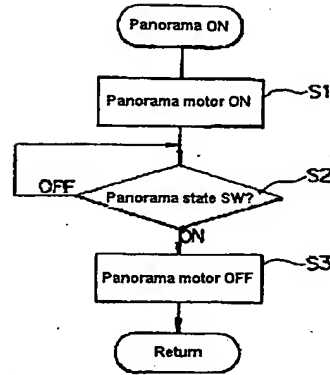 Panorama ON
Panorama motor ON
S1
Panorama state SW?
S2
OFF
ON
Panorama motor OFF
S3
Return